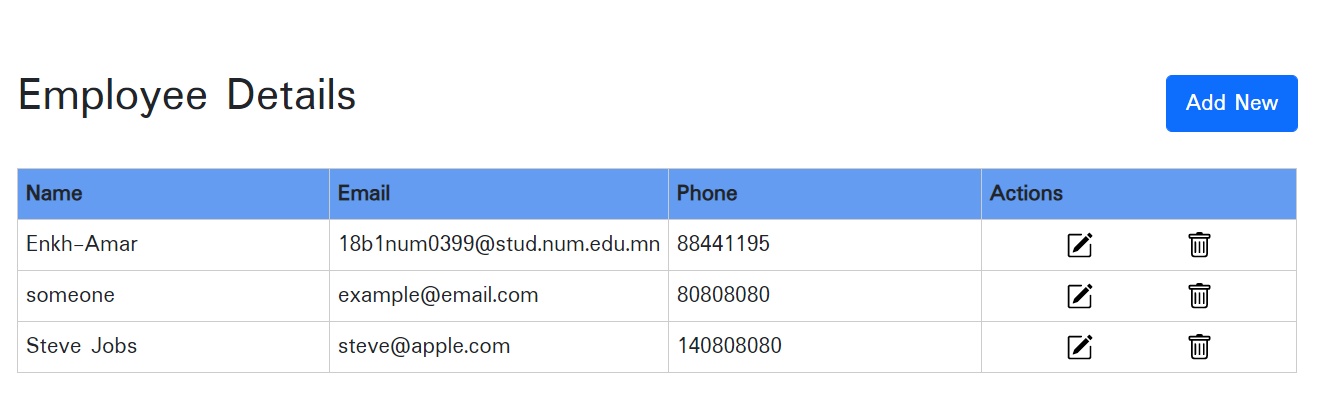 Employee Details
Add New
Name Email Phone Actions
Enkh-Amar 18b1num0399@stud.num.edu.mn 88441195
someone example@email.com 80808080
Steve Jobs steve@apple.com 140808080